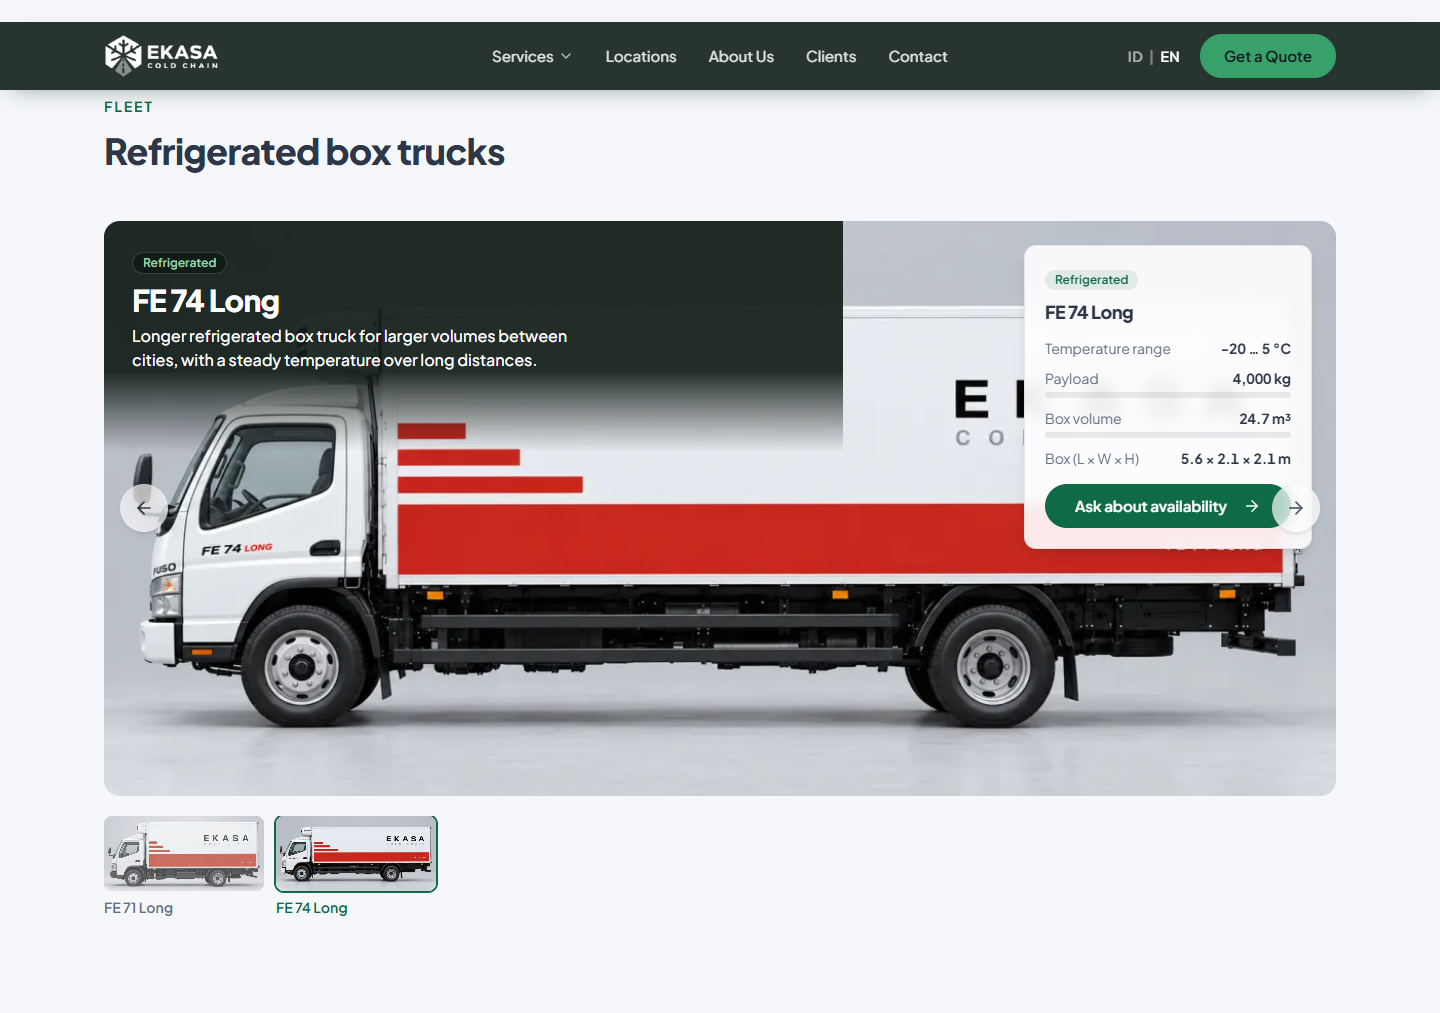 EKASA
COLD CHAIN
Services
Locations
About Us
Clients
Contact
ID | EN
Get a Quote
FLEET
Refrigerated box trucks
Refrigerated
FE 74 Long
Longer refrigerated box truck for larger volumes between
cities, with a steady temperature over long distances.
Refrigerated
FE 74 Long
Temperature range -20 … 5 °C
Payload 4,000 kg
Box volume 24.7 m³
Box (L × W × H) 5.6 × 2.1 × 2.1 m
Ask about availability
E
CO
FE 74 LONG
FUSO
EKASA
EKASA
FE 71 Long
FE 74 Long